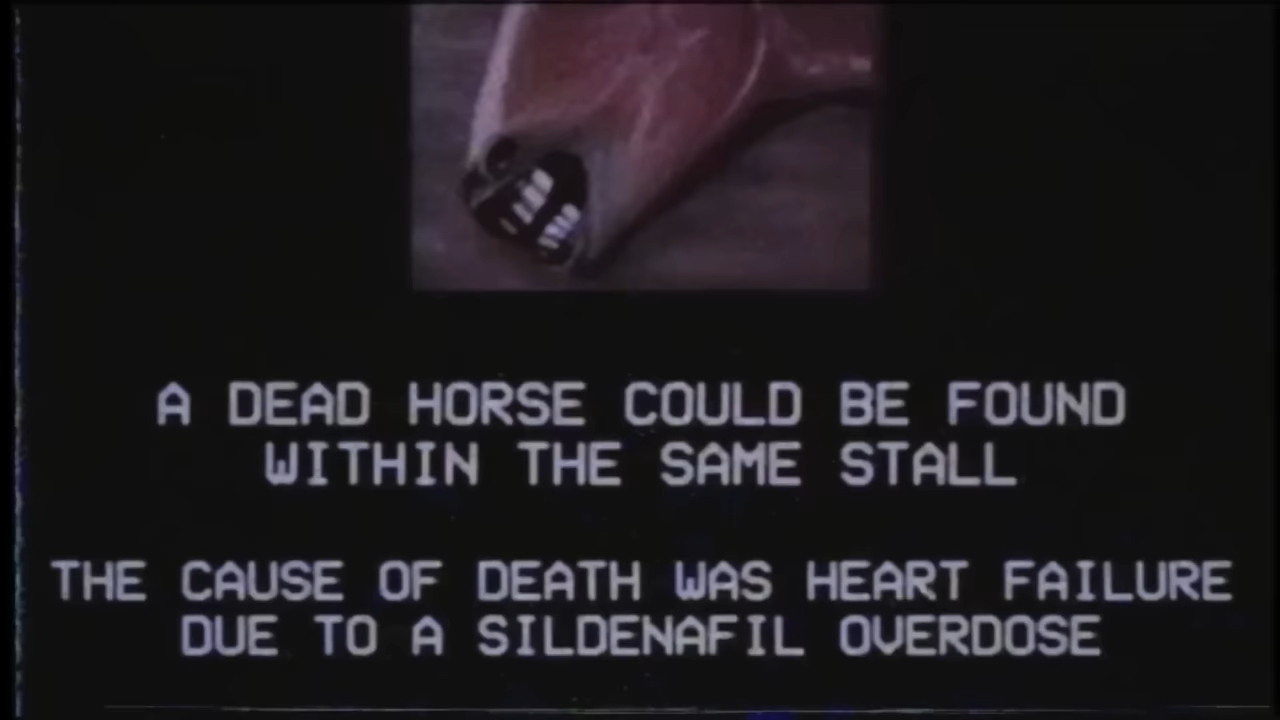 A DEAD HORSE COULD BE FOUND
WITHIN THE SAME STALL
THE CAUSE OF DEATH WAS HEART FAILURE
DUE TO A SILDENAFIL OVERDOSE